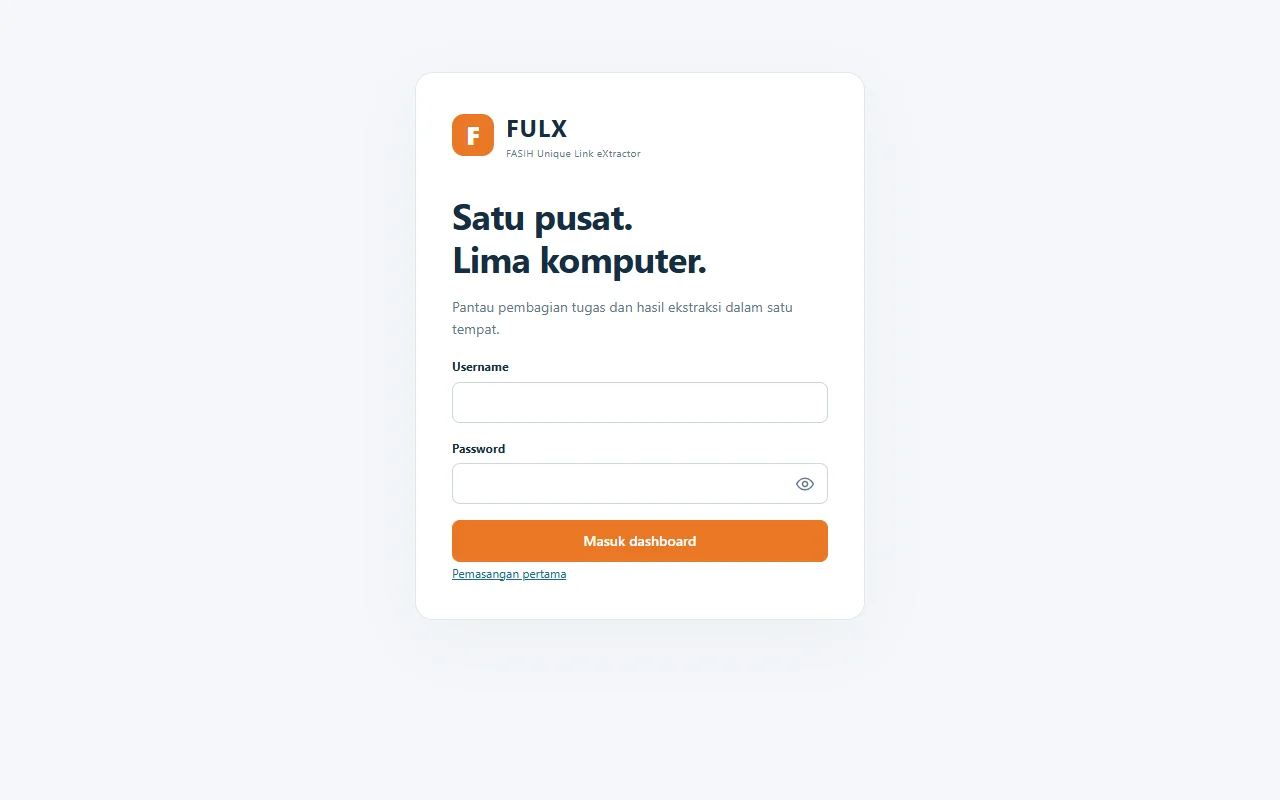 F
FULX
FASIH Unique Link eXtractor
Satu pusat.
Lima komputer.
Pantau pembagian tugas dan hasil ekstraksi dalam satu
tempat.
Username
Password
Masuk dashboard
Pemasangan pertama